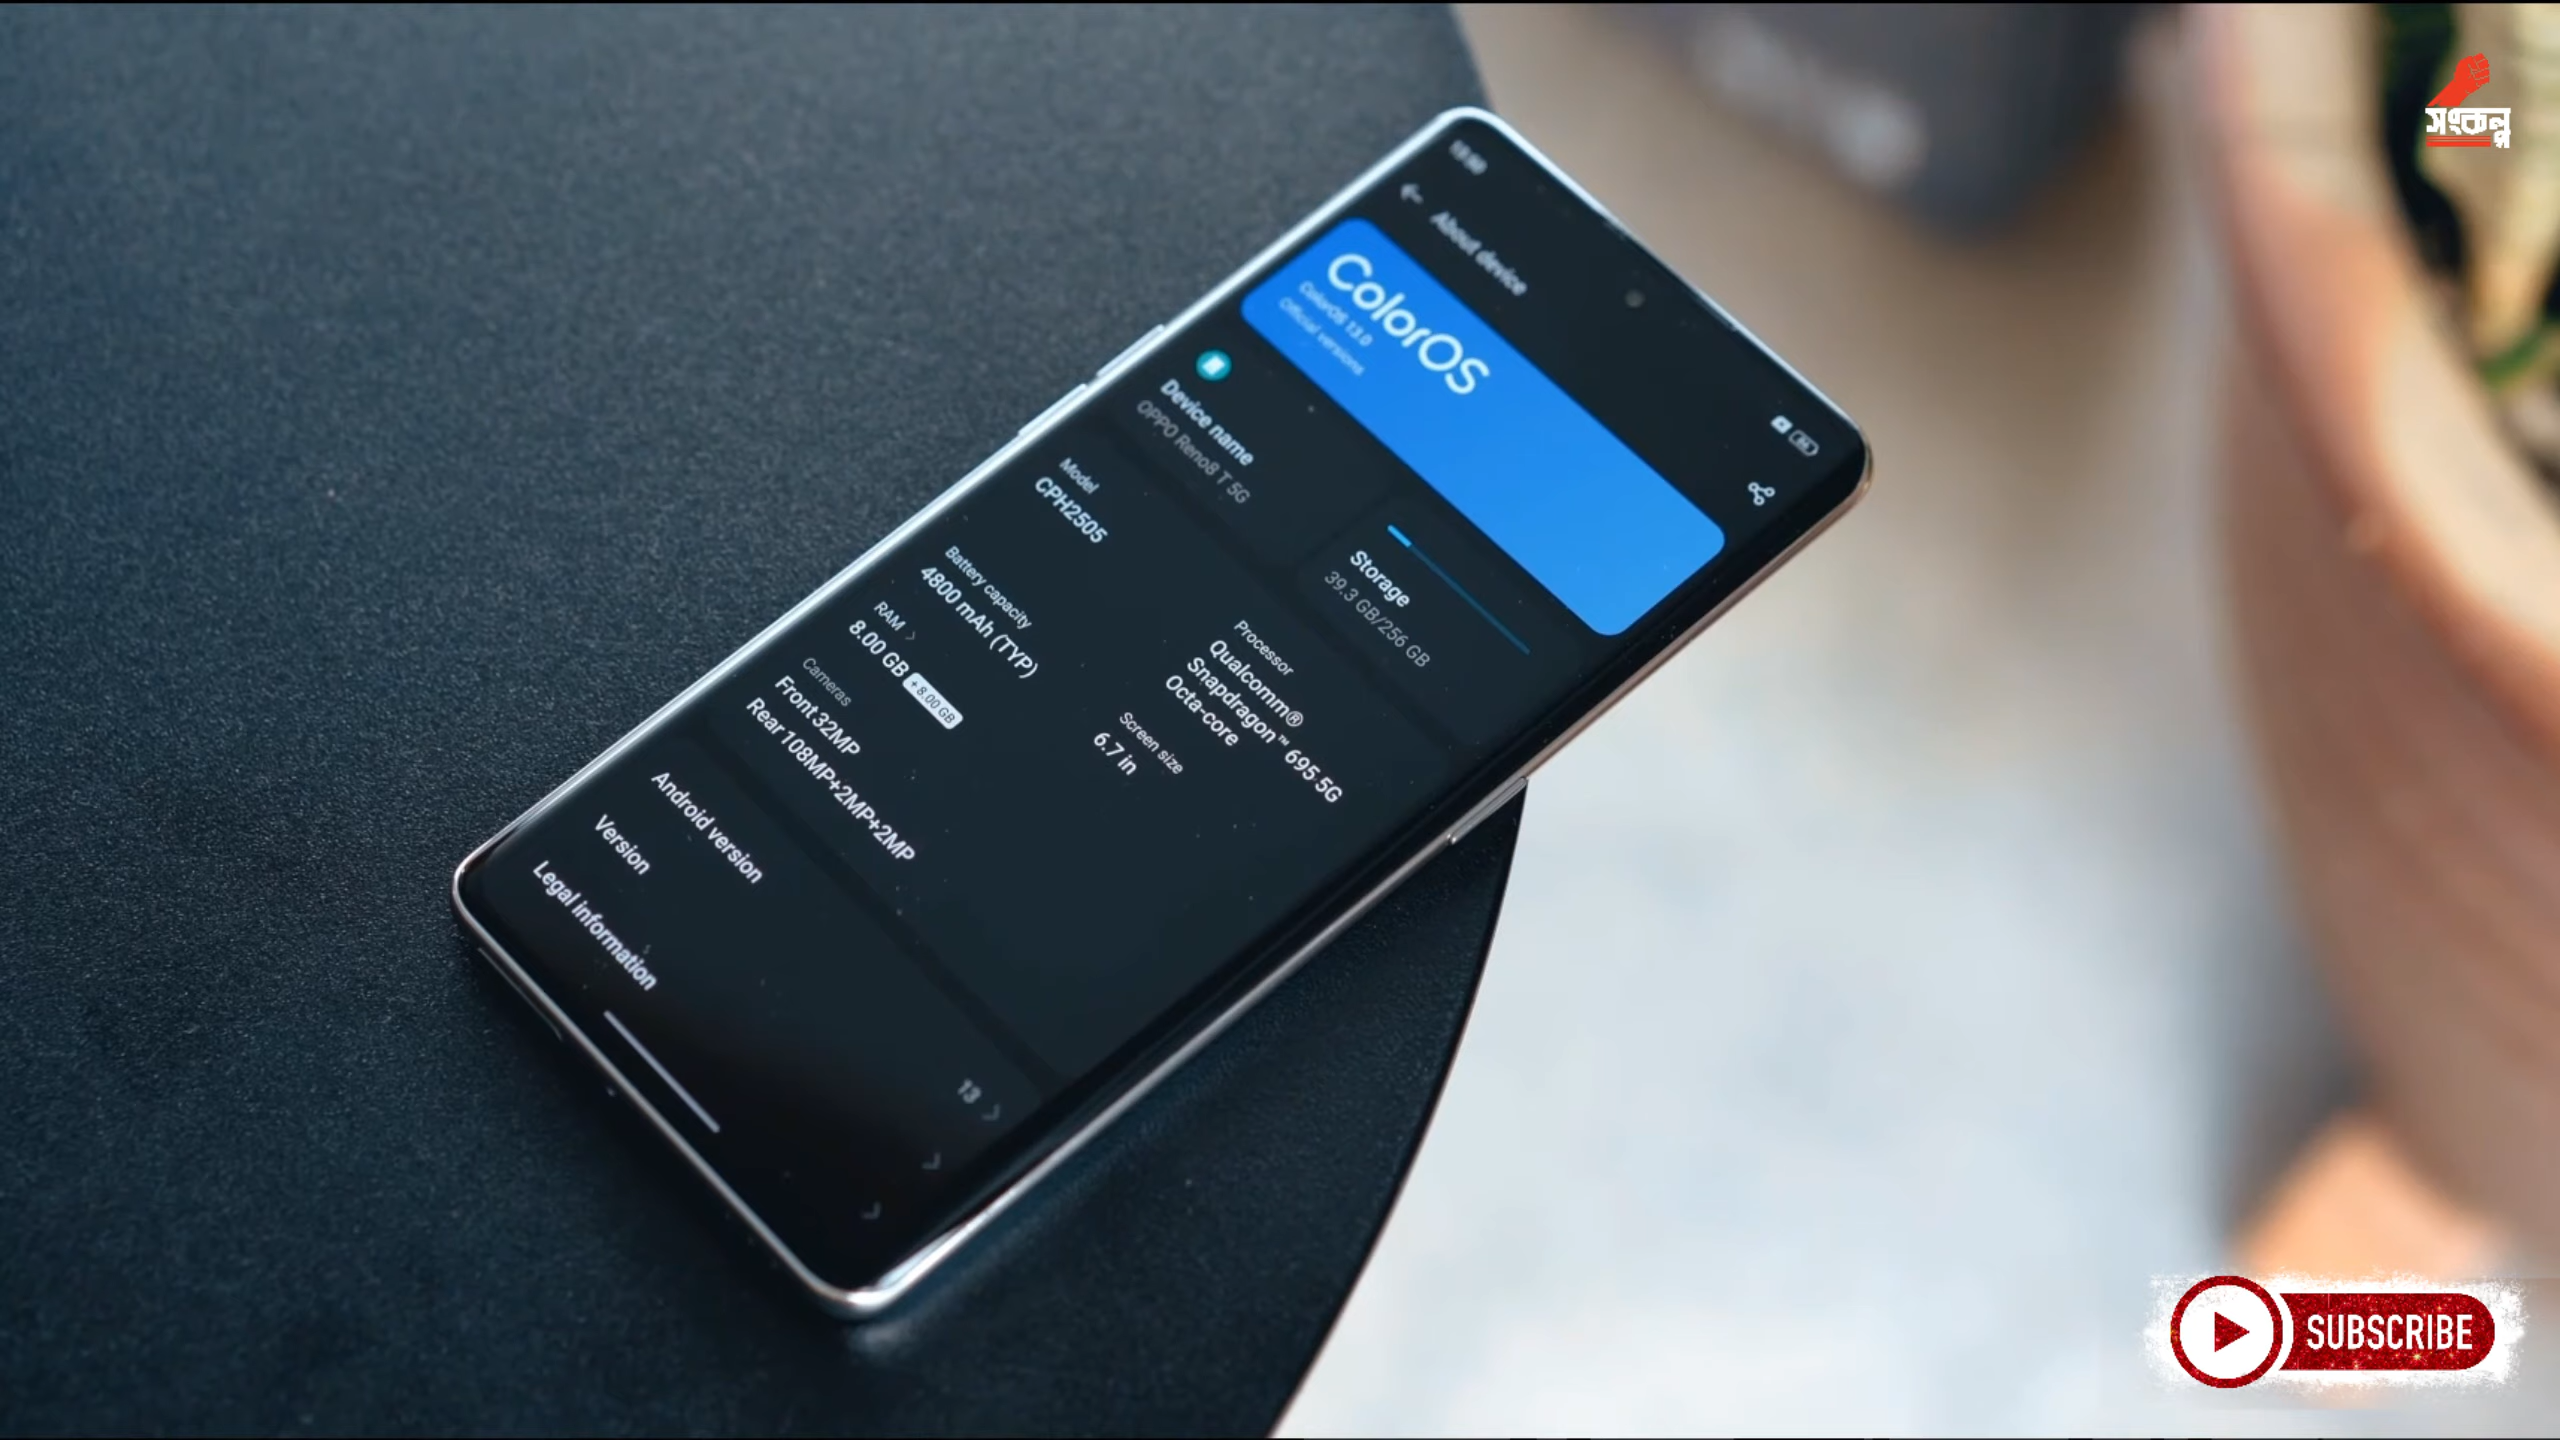 সংকল্প
About device
ColorOS
ColorOS 13.0
Official versions
Device name
OPPO Reno8 T 5G
Storage
39.3 GB/256 GB
Model
CPH2505
Processor
Qualcomm®
Snapdragon™ 695 5G
Octa-core
Battery capacity
4800 mAh (TYP)
Screen size
6.7 in
RAM
8.00 GB +8.00 GB
Cameras
Front 32MP
Rear 108MP+2MP+2MP
Android version 13
Version
Legal information
SUBSCRIBE